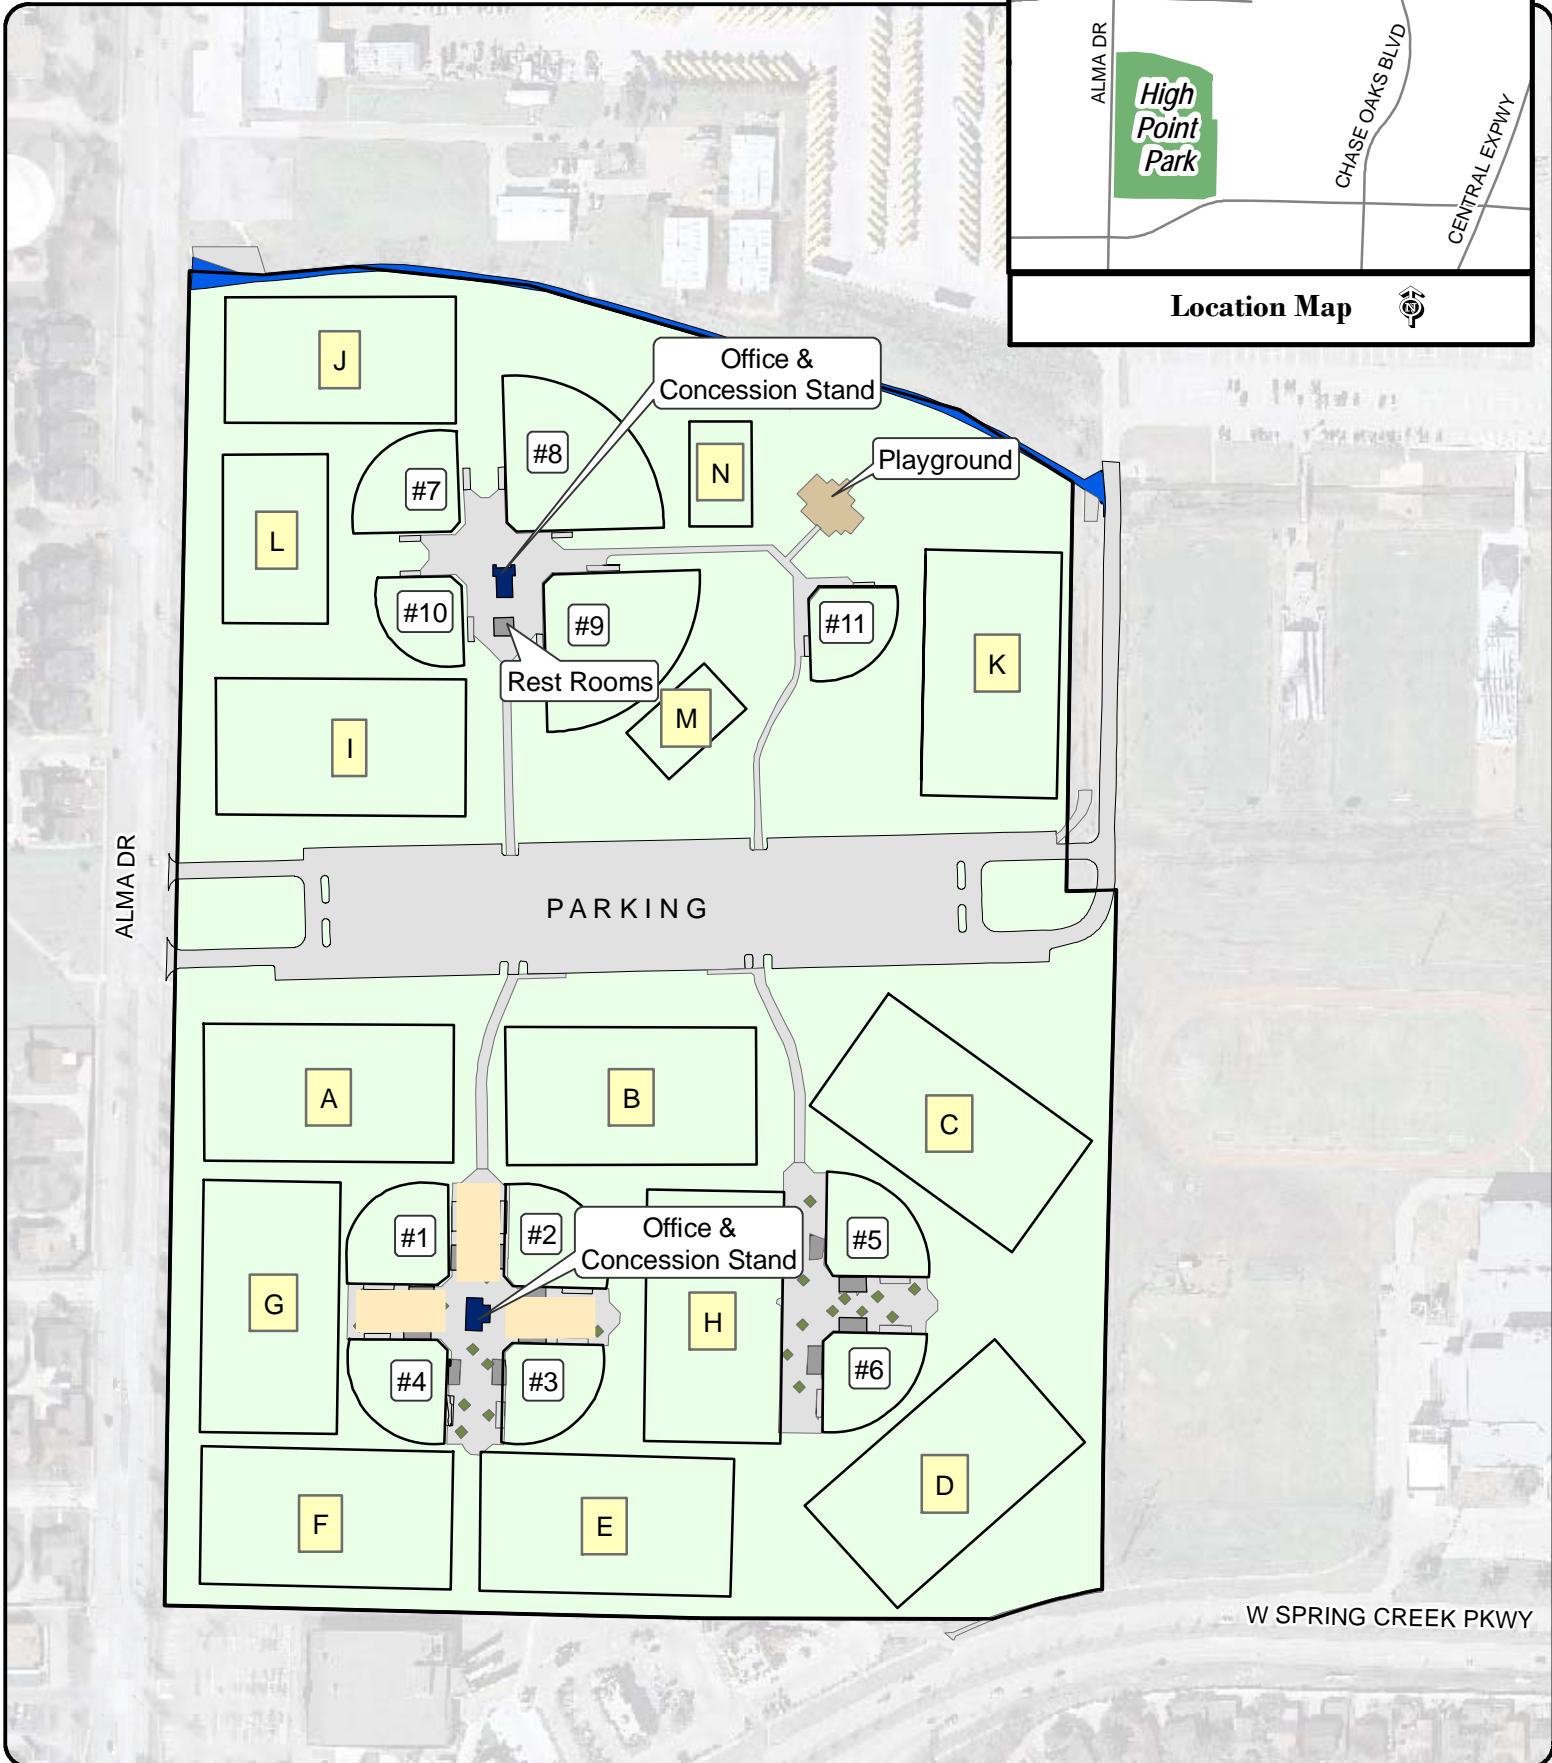 ALMA DR
High
Point
Park
CHASE OAKS BLVD
CENTRAL EXPWY
Location Map
N
J
Office &
Concession Stand
#8
#7
N
Playground
L
#10
#9
#11
K
Rest Rooms
M
I
ALMA DR
PARKING
A
B
C
#1
#2
Office &
Concession Stand
#5
G
H
#4
#3
#6
D
F
E
W SPRING CREEK PKWY